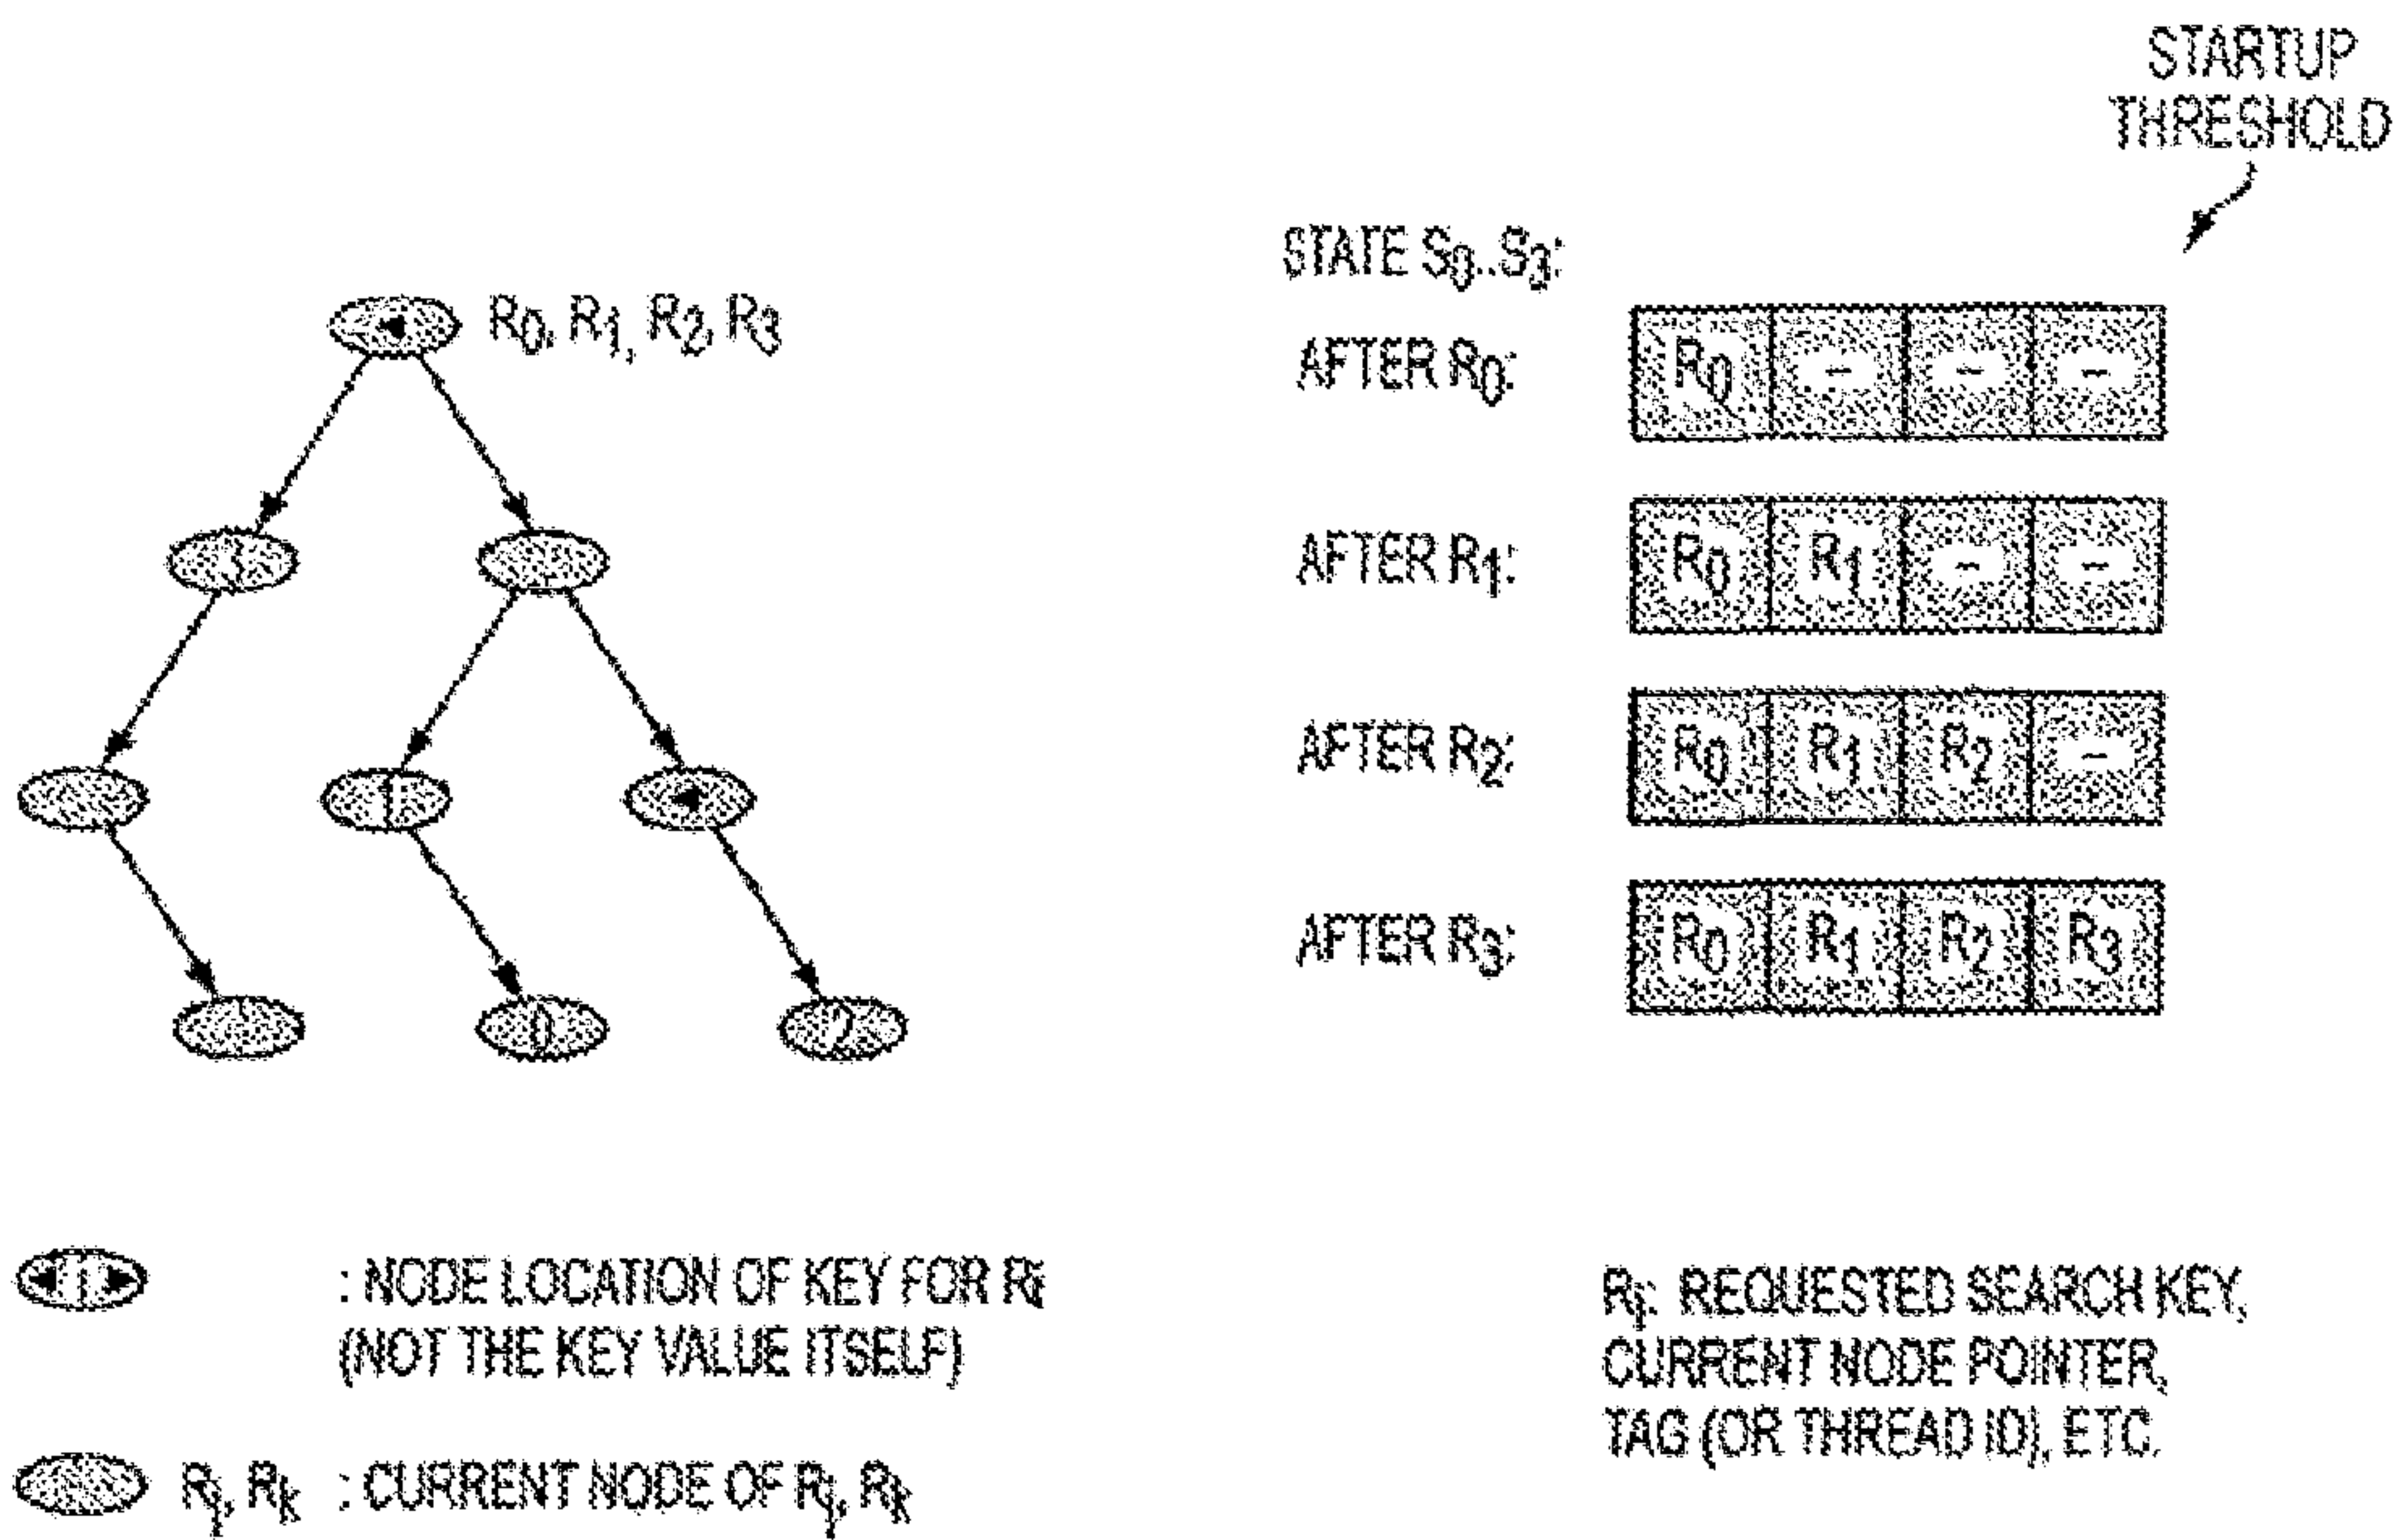 STARTUP
THRESHOLD
STATE S0..S3:
R0, R1, R2, R3
AFTER R0:
R0 - - -
AFTER R1:
R0 R1 - -
AFTER R2:
R0 R1 R2 -
AFTER R3:
R0 R1 R2 R3
1
0
2
: NODE LOCATION OF KEY FOR Ri
(NOT THE KEY VALUE ITSELF)
Rj, Rk : CURRENT NODE OF Rj, Rk
Ri: REQUESTED SEARCH KEY,
CURRENT NODE POINTER,
TAG (OR THREAD ID), ETC.